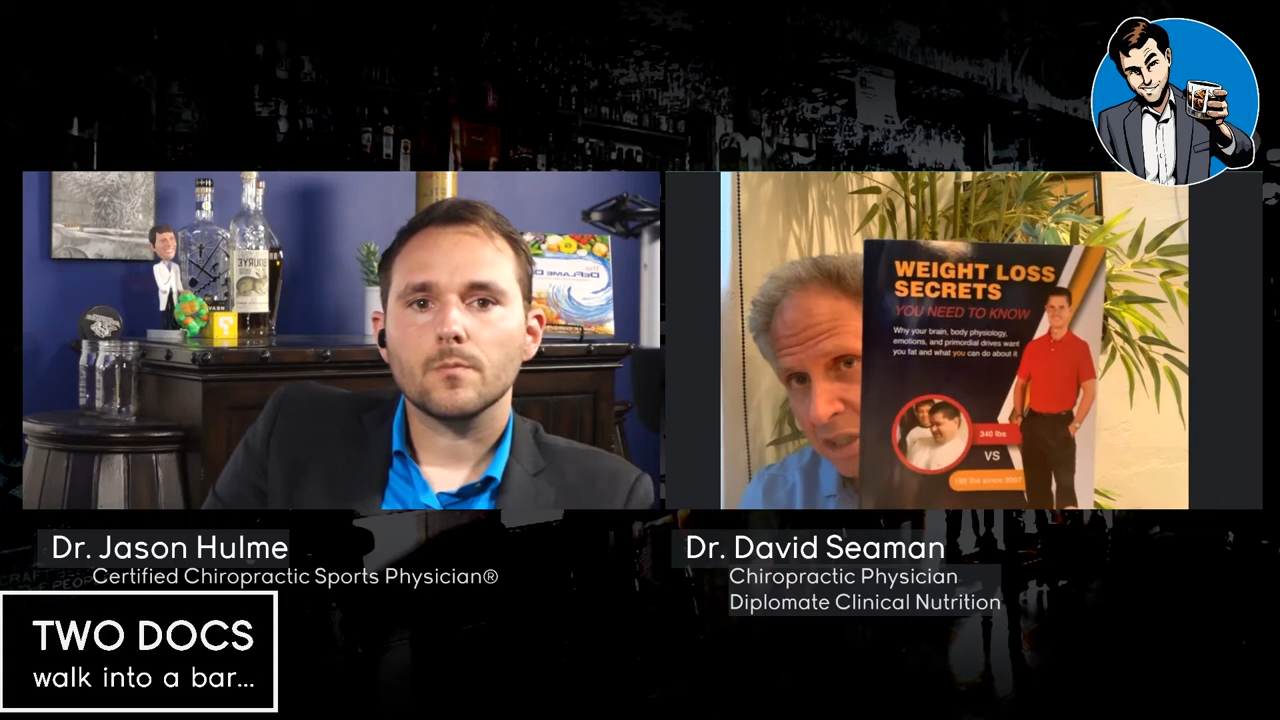 WEIGHT LOSS
SECRETS
YOU NEED TO KNOW
Why your brain, body physiology,
emotions, and primordial drives want
you fat and what you can do about it
340 lbs
VS
Dr. Jason Hulme
Certified Chiropractic Sports Physician®
Dr. David Seaman
Chiropractic Physician
Diplomate Clinical Nutrition
TWO DOCS
walk into a bar...